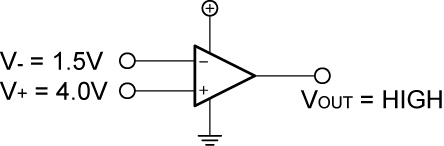 V- = 1.5V
V+ = 4.0V
−
+
+
VOUT = HIGH